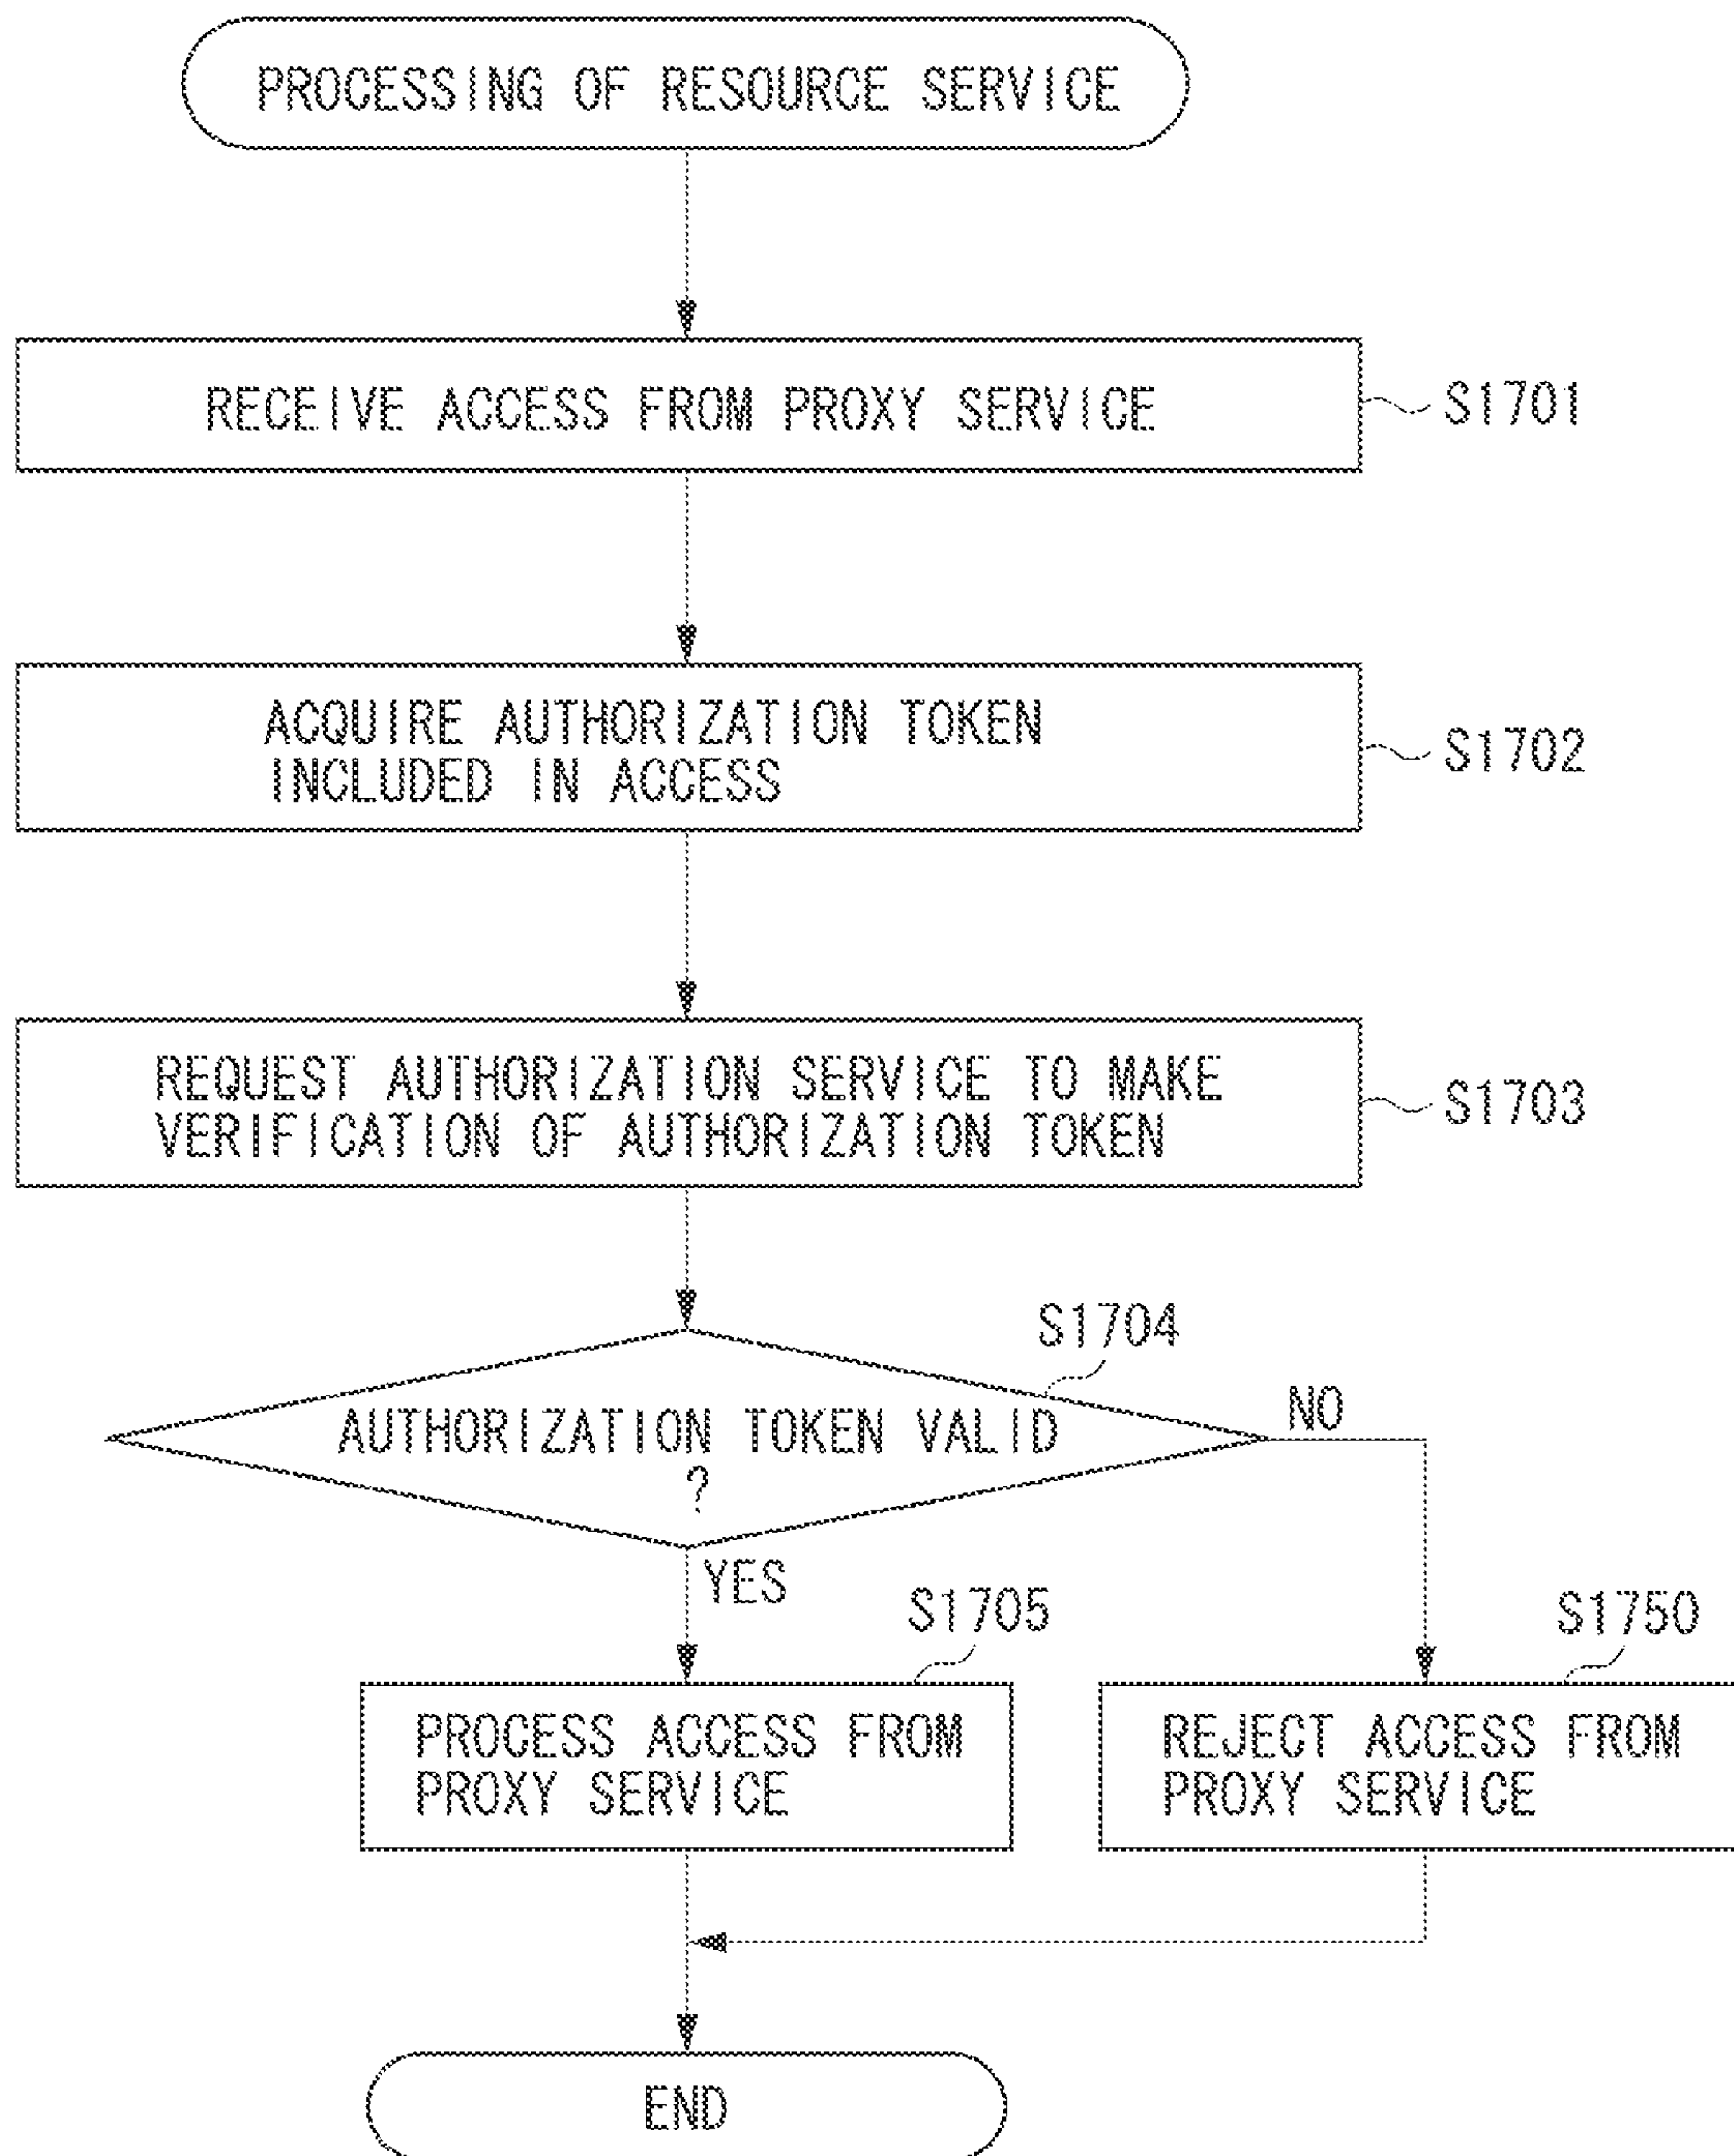 PROCESSING OF RESOURCE SERVICE
RECEIVE ACCESS FROM PROXY SERVICE
S1701
ACQUIRE AUTHORIZATION TOKEN
INCLUDED IN ACCESS
S1702
REQUEST AUTHORIZATION SERVICE TO MAKE
VERIFICATION OF AUTHORIZATION TOKEN
S1703
S1704
AUTHORIZATION TOKEN VALID
?
NO
YES
S1705
PROCESS ACCESS FROM
PROXY SERVICE
S1750
REJECT ACCESS FROM
PROXY SERVICE
END